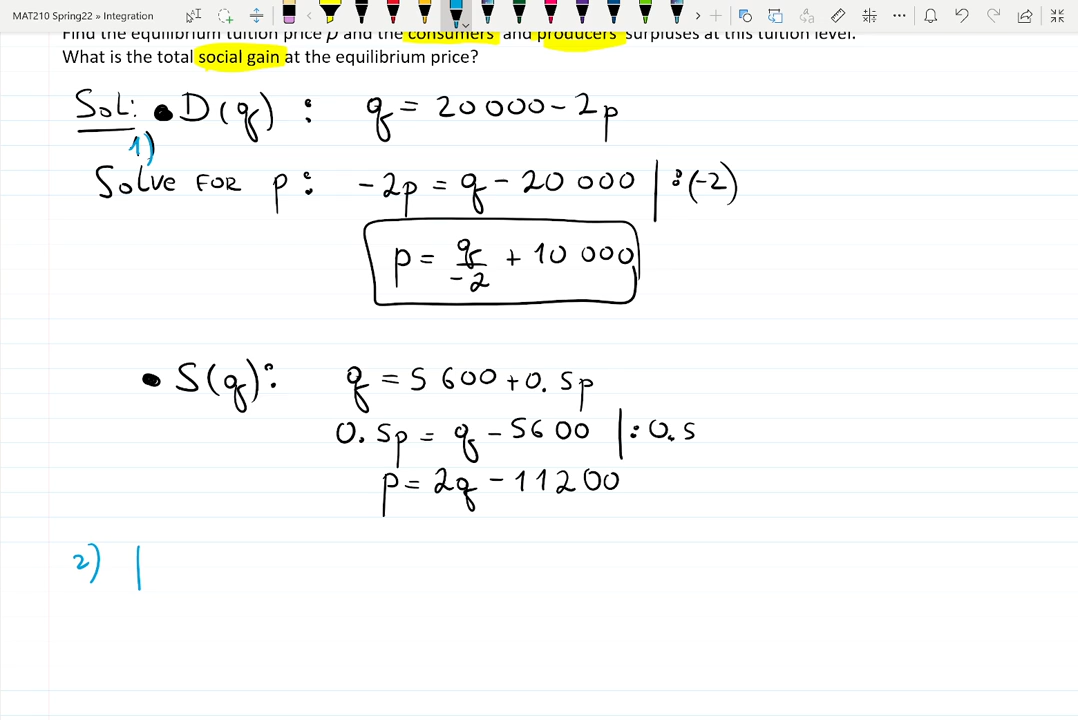 MAT210 Spring22 » Integration
Find the equilibrium tuition price p and the consumers' and producers' surpluses at this tuition level.
What is the total social gain at the equilibrium price?
Sol: • D(q) : q = 20 000 - 2p
1)
Solve FOR p : -2p = q - 20 000 | : (-2)
p = q/-2 + 10 000
• S(q): q = 5 600 + 0.5p
0.5p = q - 5600 | : 0.5
p = 2q - 11200
2) |